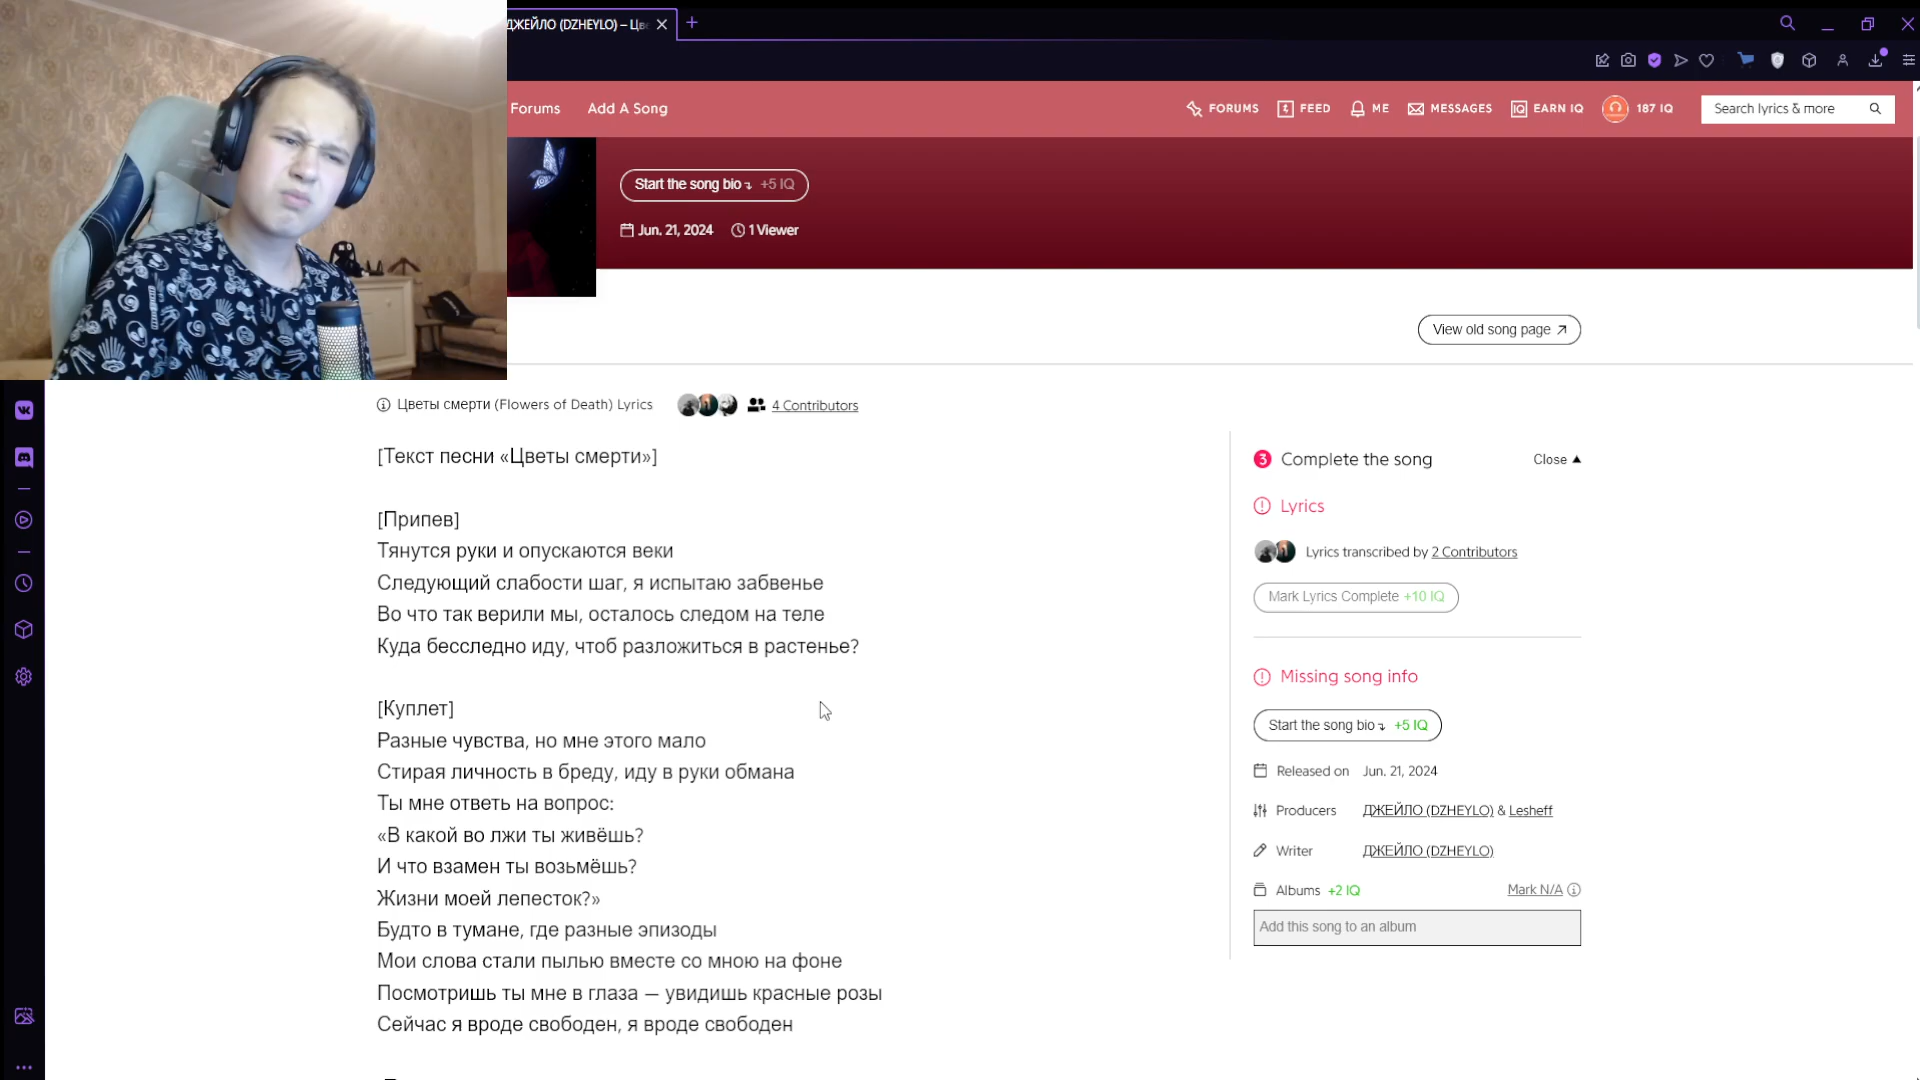 ДЖЕЙЛО (DZHEYLO) – Цв
Forums
Add A Song
FORUMS
FEED
ME
MESSAGES
EARN IQ
187 IQ
Search lyrics & more
Start the song bio +5 IQ
Jun. 21, 2024
1 Viewer
View old song page
Цветы смерти (Flowers of Death) Lyrics
4 Contributors
[Текст песни «Цветы смерти»]
[Припев]
Тянутся руки и опускаются веки
Следующий слабости шаг, я испытаю забвенье
Во что так верили мы, осталось следом на теле
Куда бесследно иду, чтоб разложиться в растенье?
[Куплет]
Разные чувства, но мне этого мало
Стирая личность в бреду, иду в руки обмана
Ты мне ответь на вопрос:
«В какой во лжи ты живёшь?
И что взамен ты возьмёшь?
Жизни моей лепесток?»
Будто в тумане, где разные эпизоды
Мои слова стали пылью вместе со мною на фоне
Посмотришь ты мне в глаза — увидишь красные розы
Сейчас я вроде свободен, я вроде свободен
3 Complete the song
Close
Lyrics
Lyrics transcribed by 2 Contributors
Mark Lyrics Complete +10 IQ
Missing song info
Start the song bio +5 IQ
Released on Jun. 21, 2024
Producers ДЖЕЙЛО (DZHEYLO) & Lesheff
Writer ДЖЕЙЛО (DZHEYLO)
Albums +2 IQ
Mark N/A
Add this song to an album